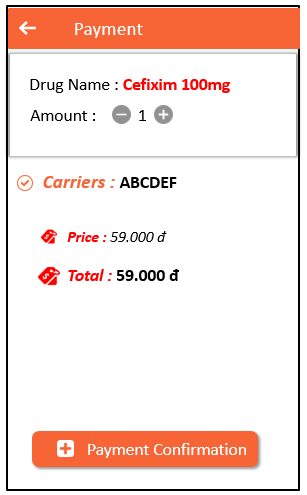 Payment
Drug Name : Cefixim 100mg
Amount : 1
Carriers : ABCDEF
Price : 59.000 đ
Total : 59.000 đ
Payment Confirmation